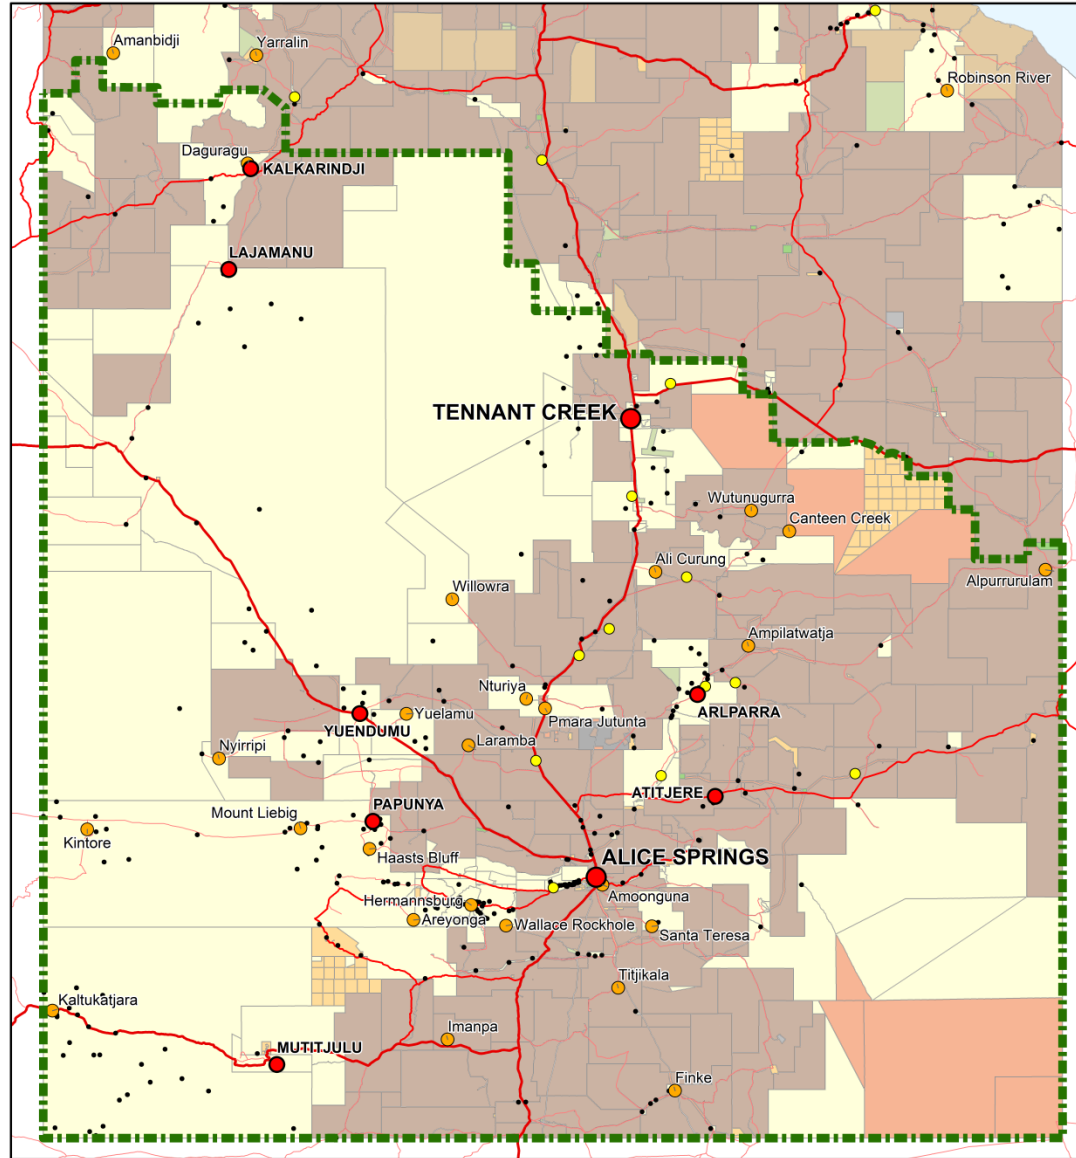 Amanbidji
Yarralin
Robinson River
Daguragu
KALKARINDJI
LAJAMANU
TENNANT CREEK
Wutunugurra
Canteen Creek
Ali Curung
Alpurrurulam
Willowra
Ampilatwatja
Nturiya
ARLPARRA
Pmara Jutunta
Yuelamu
YUENDUMU
Laramba
Nyirripi
ATITJERE
PAPUNYA
Mount Liebig
Kintore
Haasts Bluff
ALICE SPRINGS
Amoonguna
Hermannsburg
Areyonga
Wallace Rockhole
Santa Teresa
Titjikala
Kaltukatjara
Imanpa
MUTITJULU
Finke